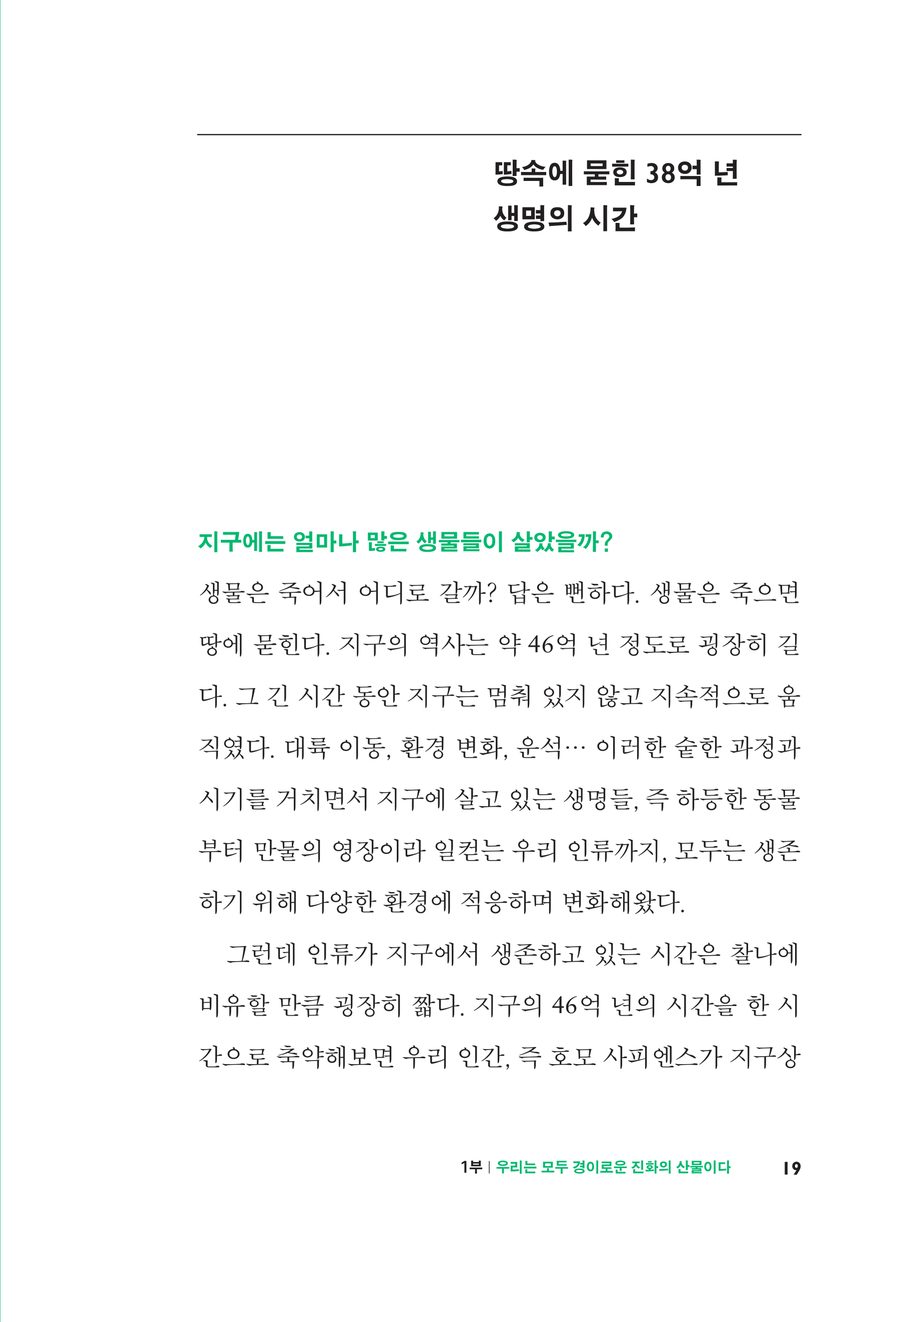 땅속에 묻힌 38억 년
생명의 시간
지구에는 얼마나 많은 생물들이 살았을까?
생물은 죽어서 어디로 갈까? 답은 뻔하다. 생물은 죽으면
땅에 묻힌다. 지구의 역사는 약 46억 년 정도로 굉장히 길
다. 그 긴 시간 동안 지구는 멈춰 있지 않고 지속적으로 움
직였다. 대륙 이동, 환경 변화, 운석… 이러한 숱한 과정과
시기를 거치면서 지구에 살고 있는 생명들, 즉 하등한 동물
부터 만물의 영장이라 일컫는 우리 인류까지, 모두는 생존
하기 위해 다양한 환경에 적응하며 변화해왔다.
그런데 인류가 지구에서 생존하고 있는 시간은 찰나에
비유할 만큼 굉장히 짧다. 지구의 46억 년의 시간을 한 시
간으로 축약해보면 우리 인간, 즉 호모 사피엔스가 지구상
1부 | 우리는 모두 경이로운 진화의 산물이다 19